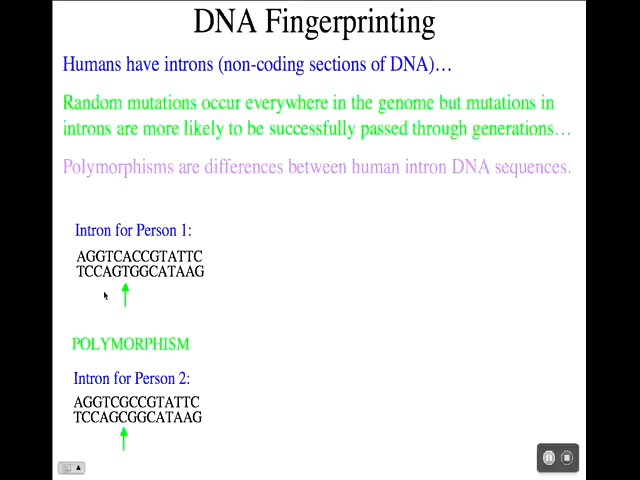 DNA Fingerprinting
Humans have introns (non-coding sections of DNA)…
Random mutations occur everywhere in the genome but mutations in
introns are more likely to be successfully passed through generations…
Polymorphisms are differences between human intron DNA sequences.
Intron for Person 1:
AGGTCACCGTATTC
TCCAGTGGCATAAG
POLYMORPHISM
Intron for Person 2:
AGGTCGCCGTATTC
TCCAGCGGCATAAG